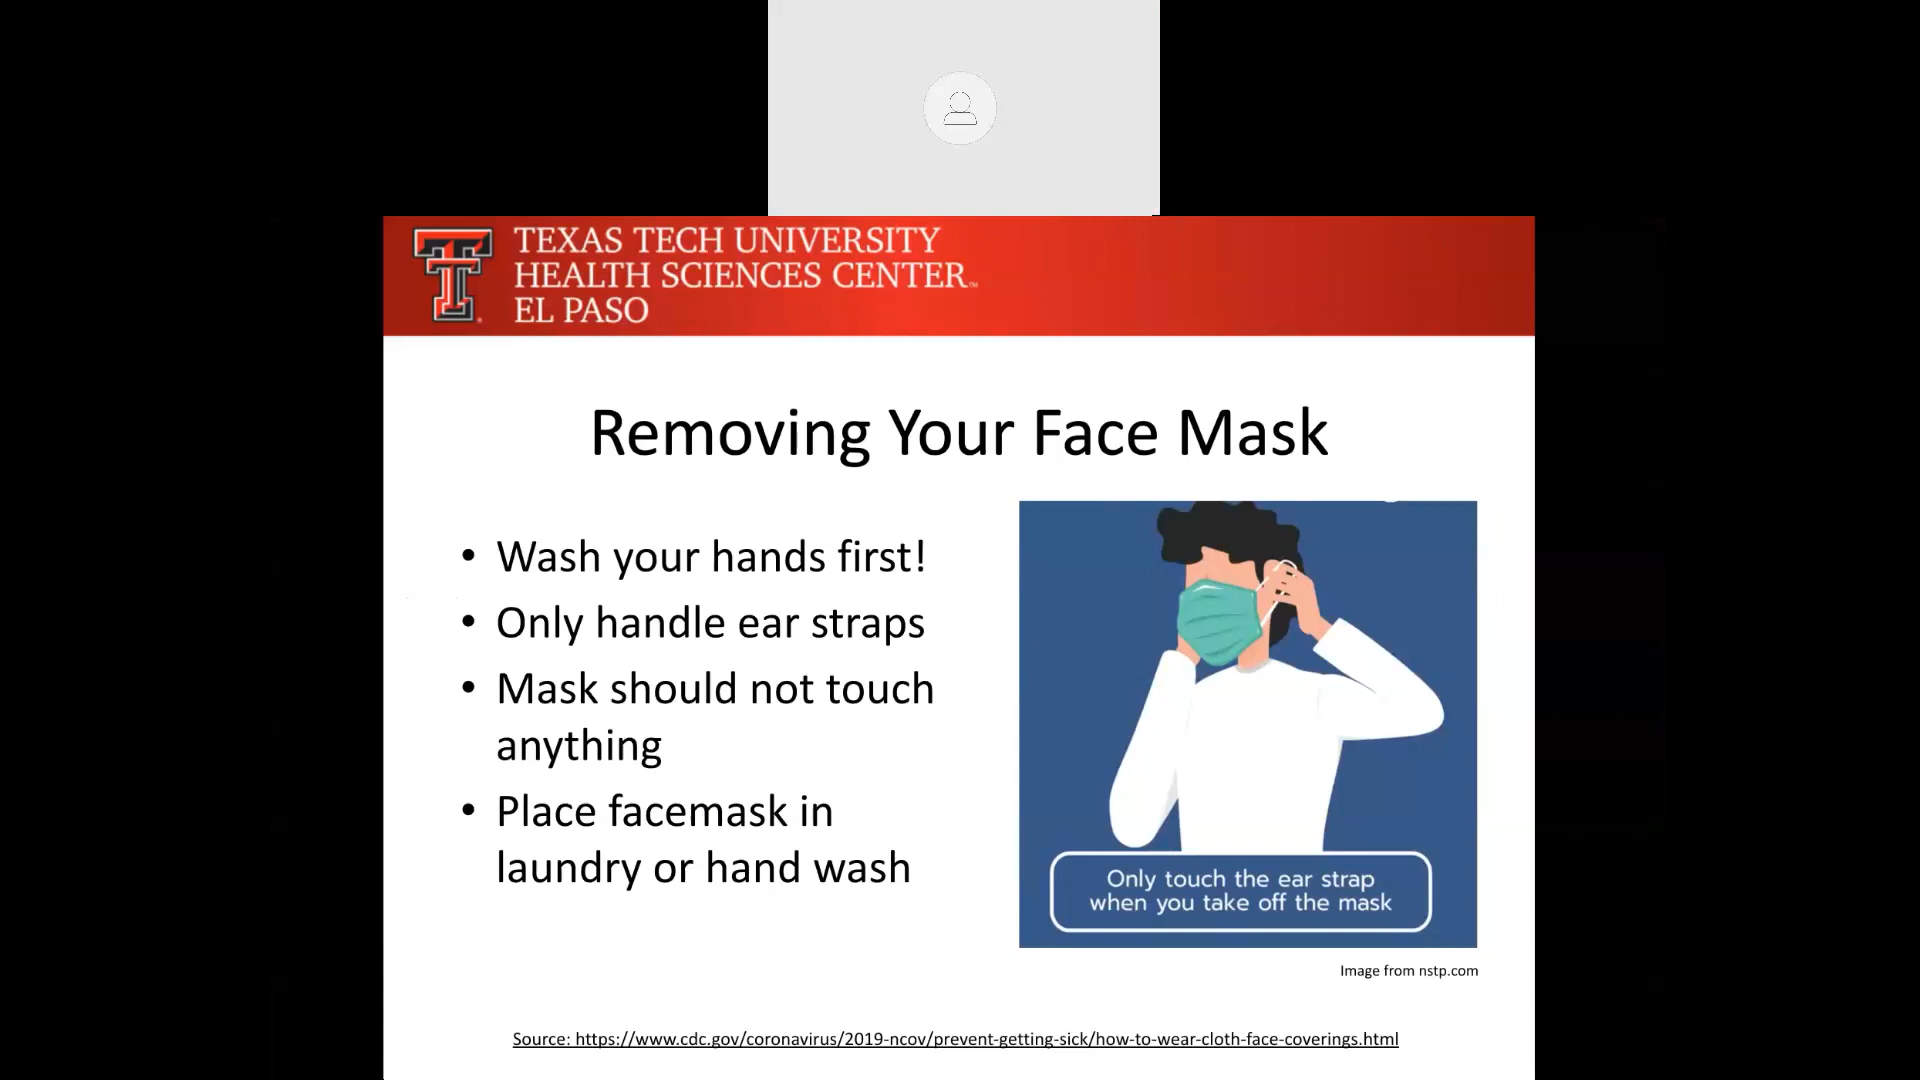 TEXAS TECH UNIVERSITY
HEALTH SCIENCES CENTER™
EL PASO
Removing Your Face Mask
• Wash your hands first!
• Only handle ear straps
• Mask should not touch
anything
• Place facemask in
laundry or hand wash
Only touch the ear strap
when you take off the mask
Image from nstp.com
Source: https://www.cdc.gov/coronavirus/2019-ncov/prevent-getting-sick/how-to-wear-cloth-face-coverings.html